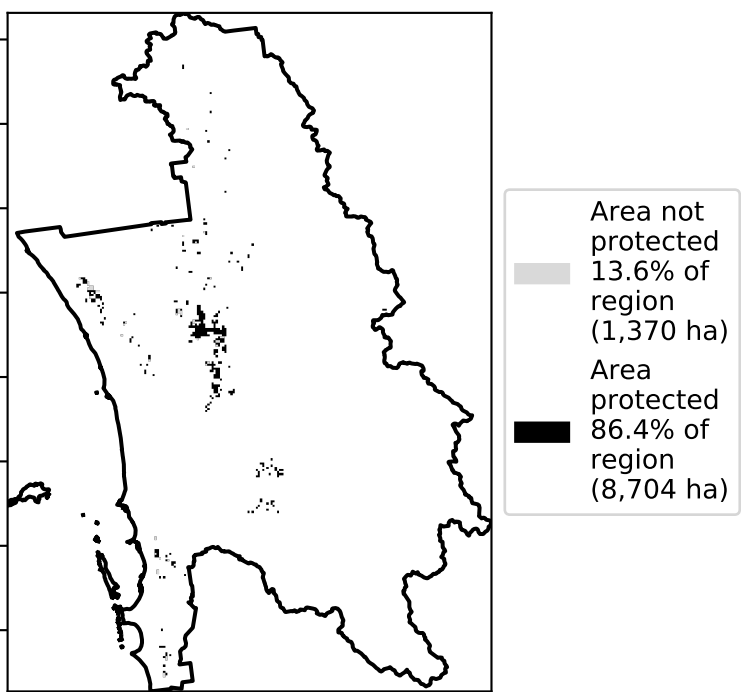 Area not
protected
13.6% of
region
(1,370 ha)
Area
protected
86.4% of
region
(8,704 ha)